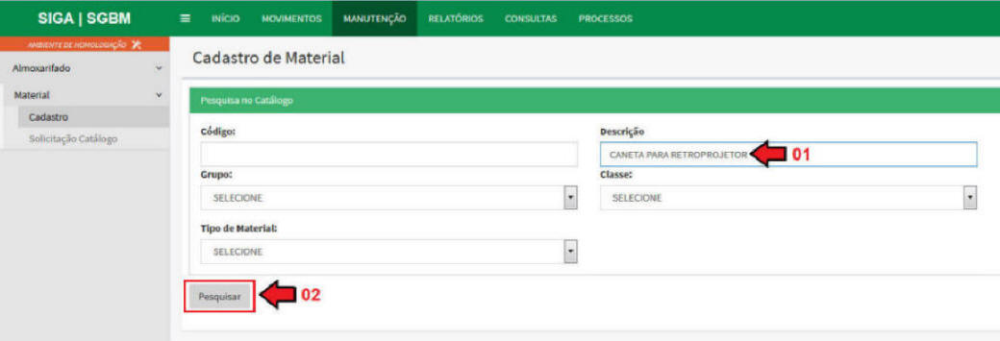 SIGA | SGBM
INÍCIO MOVIMENTOS MANUTENÇÃO RELATÓRIOS CONSULTAS PROCESSOS
AMBIENTE DE HOMOLOGAÇÃO
Almoxarifado
Material
Cadastro
Solicitação Catálogo
Cadastro de Material
Pesquisa no Catálogo
Código:
Descrição
CANETA PARA RETROPROJETOR 01
Grupo:
Classe:
SELECIONE
SELECIONE
Tipo de Material:
SELECIONE
Pesquisar 02